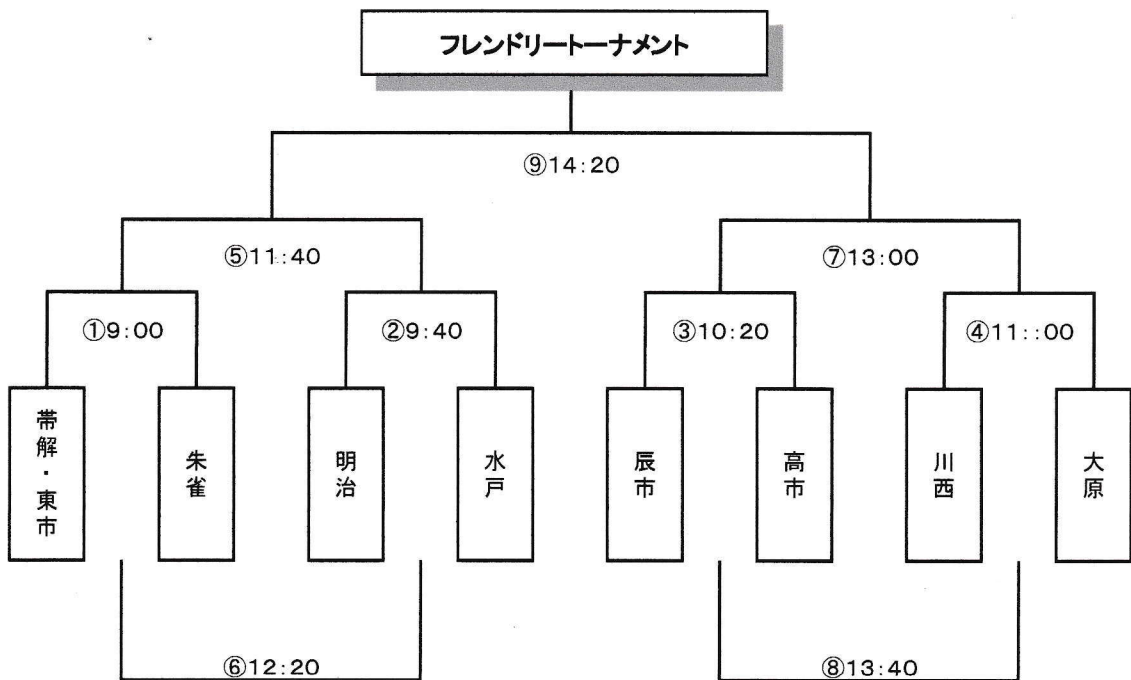 フレンドリートーナメント
⑨14:20
⑤11:40
⑦13:00
①9:00
②9:40
③10:20
④11::00
帯解・東市
朱雀
明治
水戸
辰市
高市
川西
大原
⑥12:20
⑧13:40